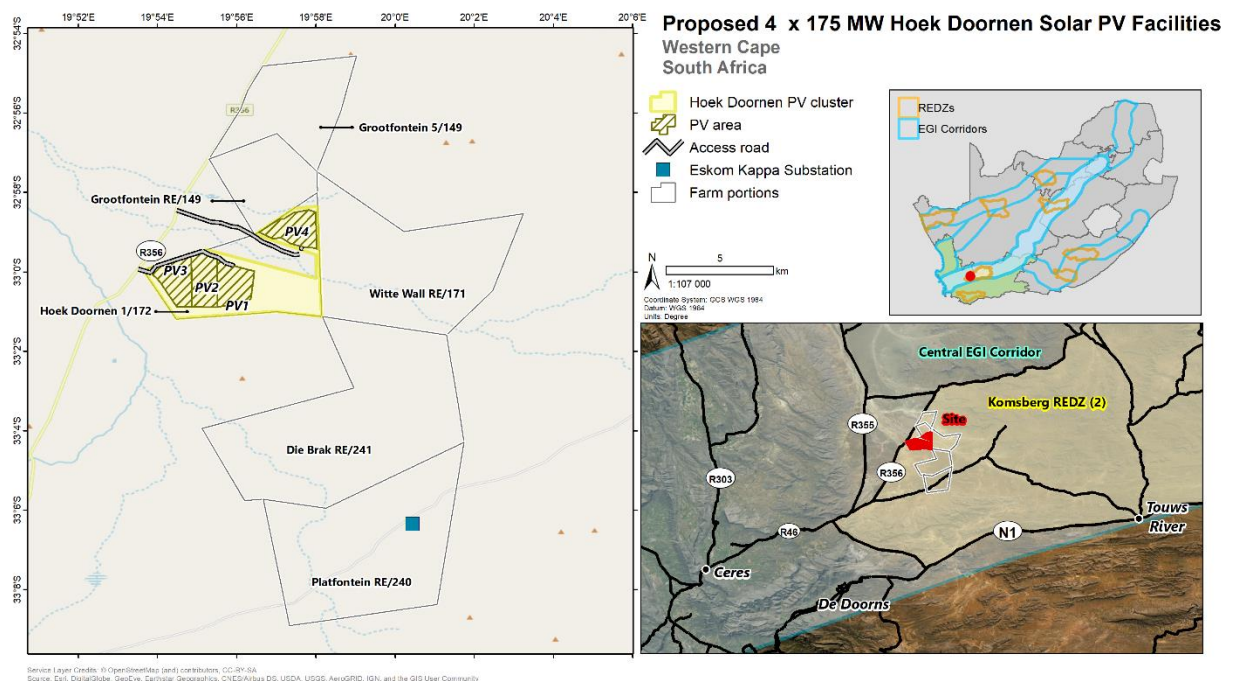 Proposed 4 x 175 MW Hoek Doornen Solar PV Facilities
Western Cape
South Africa
19°52'E
19°54'E
19°56'E
19°58'E
20°0'E
20°2'E
20°4'E
20°6'E
32°54'S
32°56'S
32°58'S
33°0'S
33°2'S
33°4'S
33°6'S
33°8'S
R356
Grootfontein 5/149
Grootfontein RE/149
PV4
R356
PV3
PV2
PV1
Witte Wall RE/171
Hoek Doornen 1/172
Die Brak RE/241
Platfontein RE/240
Hoek Doornen PV cluster
PV area
Access road
Eskom Kappa Substation
Farm portions
N
5
km
1:107 000
Coordinate System: GCS WGS 1984
Datum: WGS 1984
Units: Degree
REDZs
EGI Corridors
Central EGI Corridor
Komsberg REDZ (2)
Site
R355
R356
R303
R46
N1
Touws
River
Ceres
De Doorns
Service Layer Credits: © OpenStreetMap (and) contributors, CC-BY-SA
Source: Esri, DigitalGlobe, GeoEye, Earthstar Geographics, CNES/Airbus DS, USDA, USGS, AeroGRID, IGN, and the GIS User Community